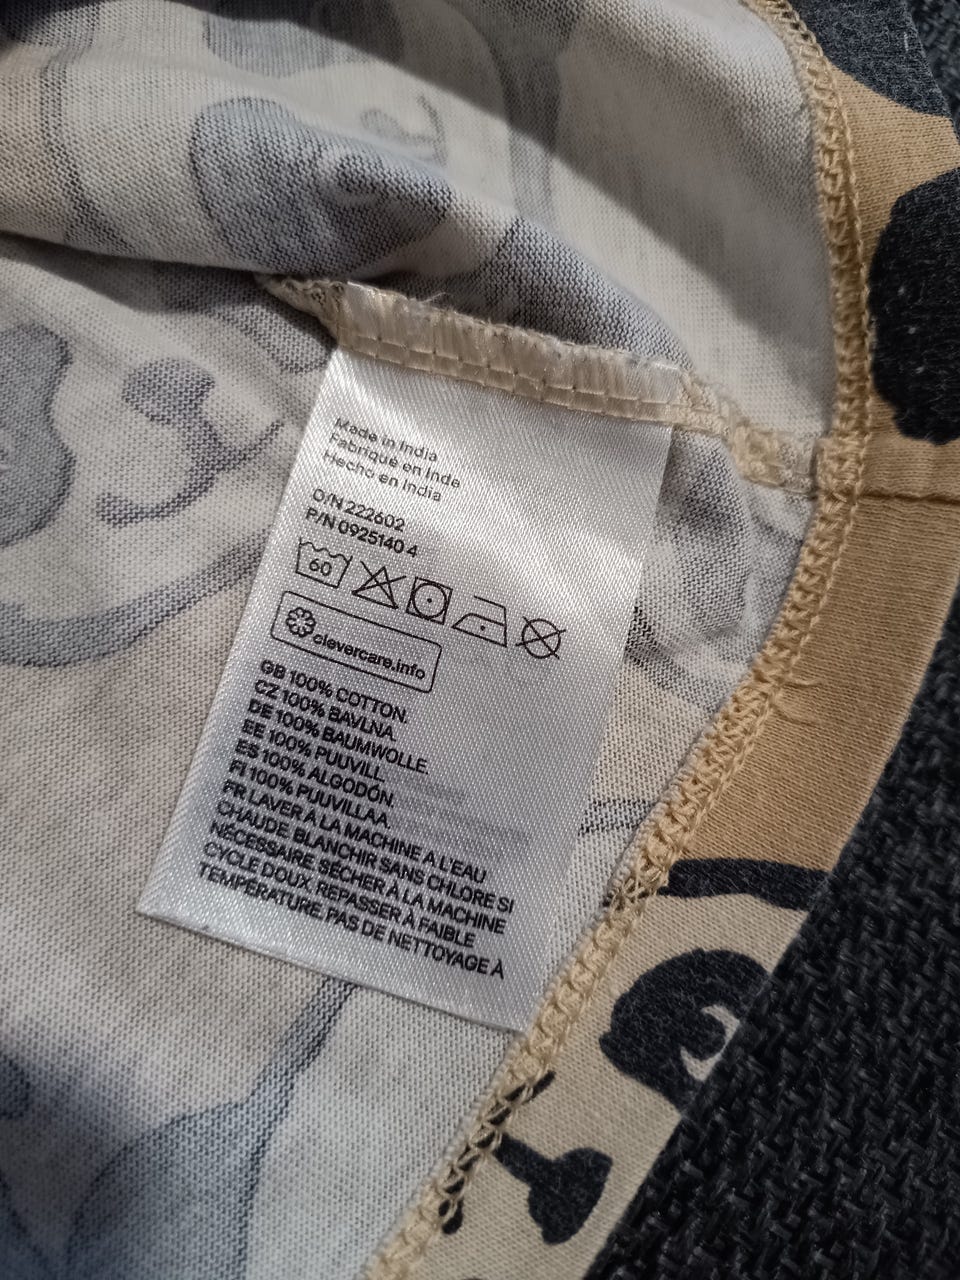 Made in India
Fabriqué en Inde
Hecho en India
O/N 222602
P/N 0925140 4
60
clevercare.info
GB 100% COTTON.
CZ 100% BAVLNA.
DE 100% BAUMWOLLE.
EE 100% PUUVILL.
ES 100% ALGODÓN.
FI 100% PUUVILLAA.
FR LAVER À LA MACHINE A L'EAU
CHAUDE. BLANCHIR SANS CHLORE SI
NÉCESSAIRE. SÉCHER À LA MACHINE
CYCLE DOUX. REPASSER À FAIBLE
TEMPÉRATURE. PAS DE NETTOYAGE À